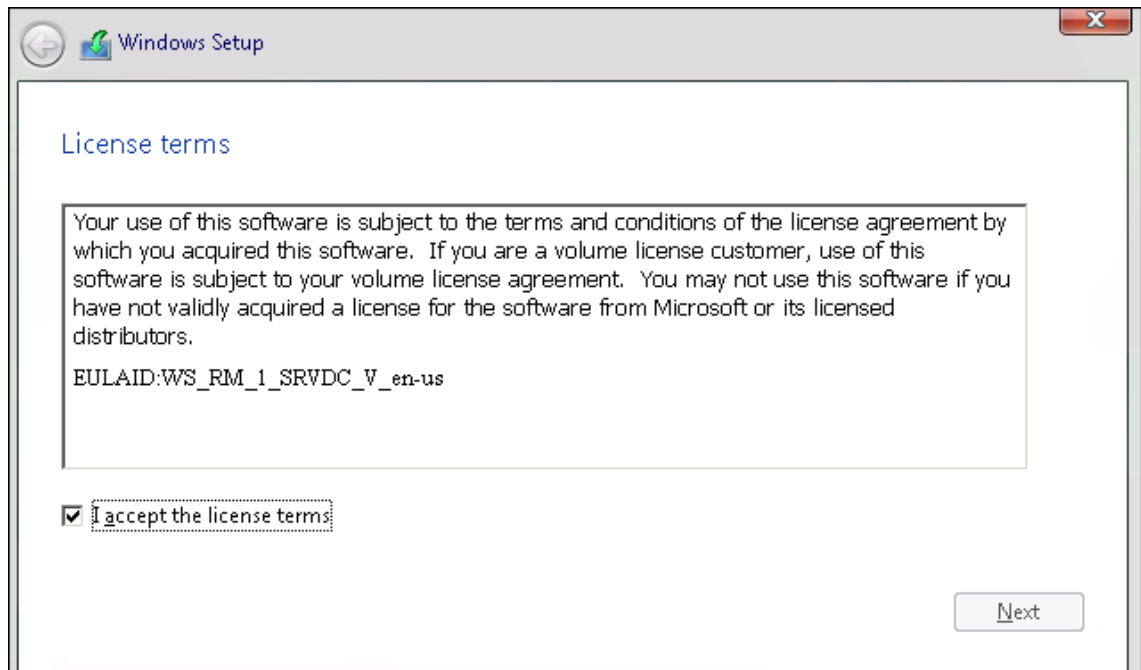 Windows Setup
License terms
Your use of this software is subject to the terms and conditions of the license agreement by
which you acquired this software.  If you are a volume license customer, use of this
software is subject to your volume license agreement.  You may not use this software if you
have not validly acquired a license for the software from Microsoft or its licensed
distributors.
EULAID:WS_RM_1_SRVDC_V_en-us
I accept the license terms
Next